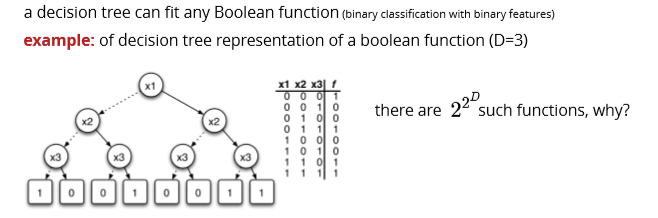 a decision tree can fit any Boolean function (binary classification with binary features)
example: of decision tree representation of a boolean function (D=3)
x1
x2 x2
x3 x3 x3 x3
1 0 0 1 0 0 1 1
x1 x2 x3 f
0 0 0 1
0 0 1 0
0 1 0 0
0 1 1 1
1 0 0 0
1 0 1 0
1 1 0 1
1 1 1 1
there are 2^{2^D} such functions, why?